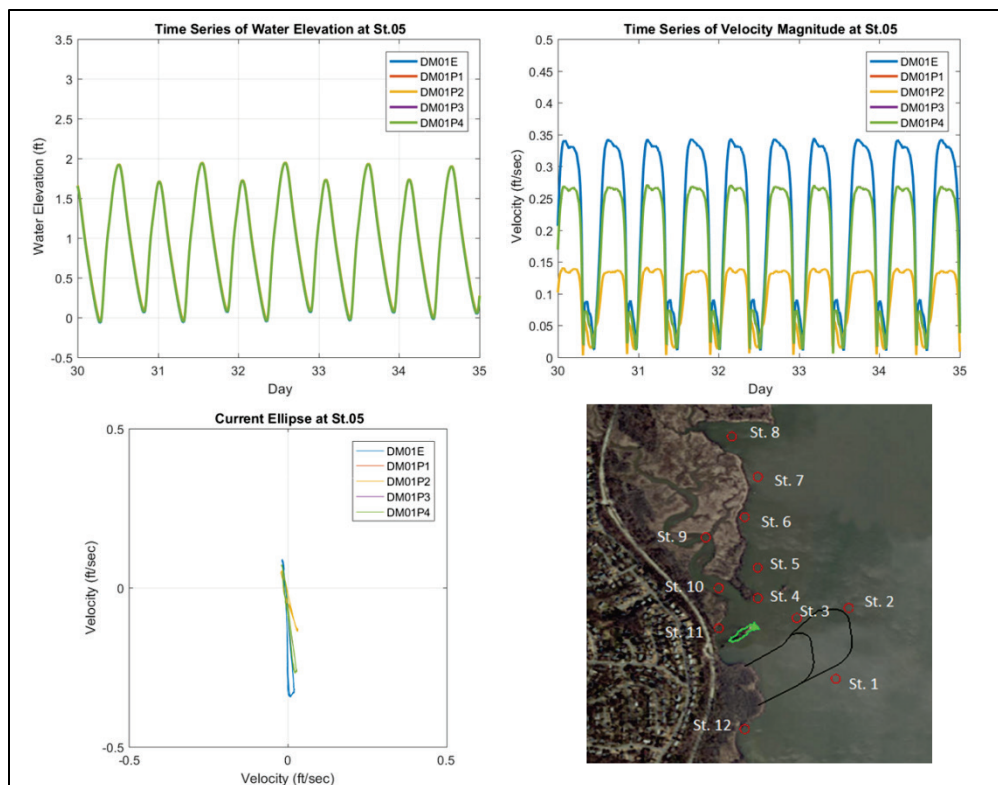 Time Series of Water Elevation at St.05
3.5
3
2.5
2
1.5
1
0.5
0
-0.5
Water Elevation (ft)
DM01E
DM01P1
DM01P2
DM01P3
DM01P4
30 31 32 33 34 35
Day
Time Series of Velocity Magnitude at St.05
0.5
0.45
0.4
0.35
0.3
0.25
0.2
0.15
0.1
0.05
0
Velocity (ft/sec)
DM01E
DM01P1
DM01P2
DM01P3
DM01P4
30 31 32 33 34 35
Day
Current Ellipse at St.05
0.5
0
-0.5
Velocity (ft/sec)
DM01E
DM01P1
DM01P2
DM01P3
DM01P4
-0.5 0 0.5
Velocity (ft/sec)
St. 8
St. 7
St. 6
St. 9
St. 5
St. 10
St. 4
St. 2
St. 3
St. 11
St. 1
St. 12